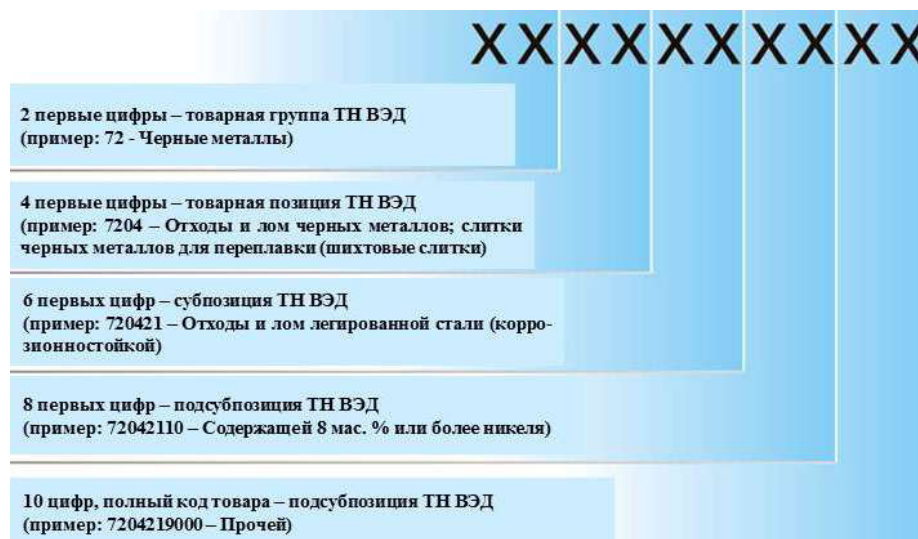 XXXXXXXXXX
2 первые цифры – товарная группа ТН ВЭД
(пример: 72 - Черные металлы)
4 первые цифры – товарная позиция ТН ВЭД
(пример: 7204 – Отходы и лом черных металлов; слитки
черных металлов для переплавки (шихтовые слитки)
6 первых цифр – субпозиция ТН ВЭД
(пример: 720421 – Отходы и лом легированной стали (корро-
зионностойкой)
8 первых цифр – подсубпозиция ТН ВЭД
(пример: 72042110 – Содержащей 8 мас. % или более никеля)
10 цифр, полный код товара – подсубпозиция ТН ВЭД
(пример: 7204219000 – Прочей)